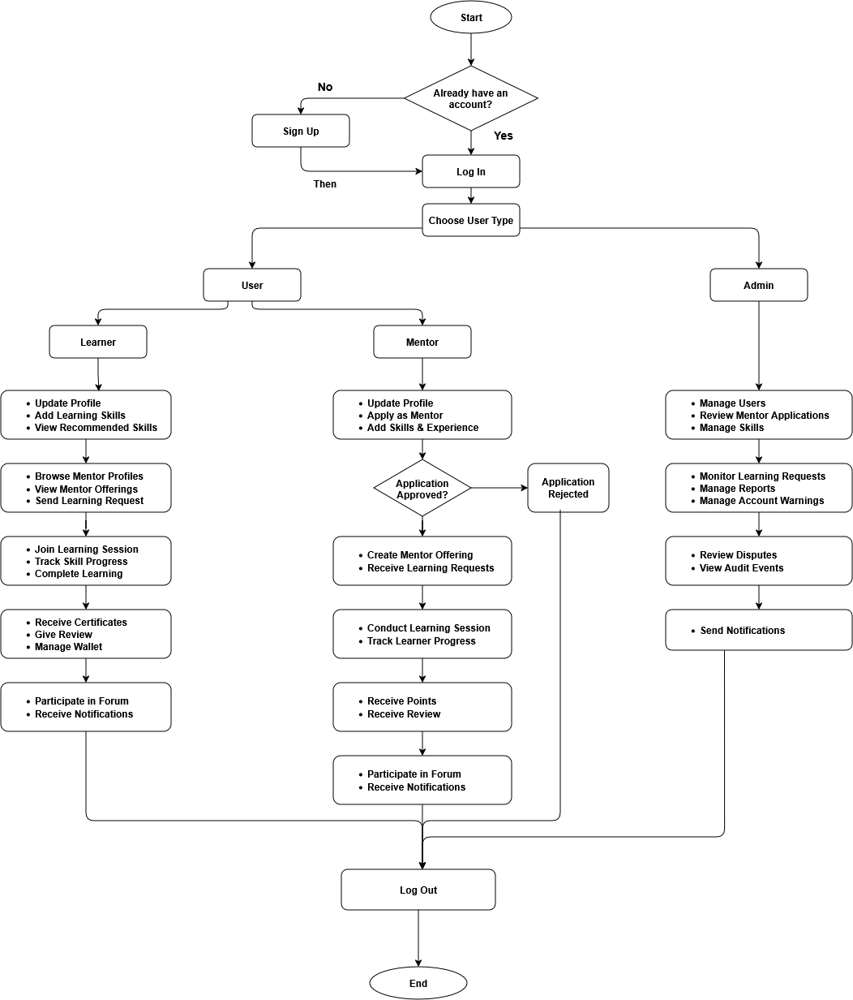 Start
Already have an
account?
No
Yes
Sign Up
Log In
Then
Choose User Type
User
Admin
Learner
Mentor
• Update Profile
• Add Learning Skills
• View Recommended Skills
• Update Profile
• Apply as Mentor
• Add Skills & Experience
• Manage Users
• Review Mentor Applications
• Manage Skills
• Browse Mentor Profiles
• View Mentor Offerings
• Send Learning Request
Application
Approved?
Application
Rejected
• Monitor Learning Requests
• Manage Reports
• Manage Account Warnings
• Join Learning Session
• Track Skill Progress
• Complete Learning
• Create Mentor Offering
• Receive Learning Requests
• Review Disputes
• View Audit Events
• Receive Certificates
• Give Review
• Manage Wallet
• Conduct Learning Session
• Track Learner Progress
• Send Notifications
• Participate in Forum
• Receive Notifications
• Receive Points
• Receive Review
• Participate in Forum
• Receive Notifications
Log Out
End